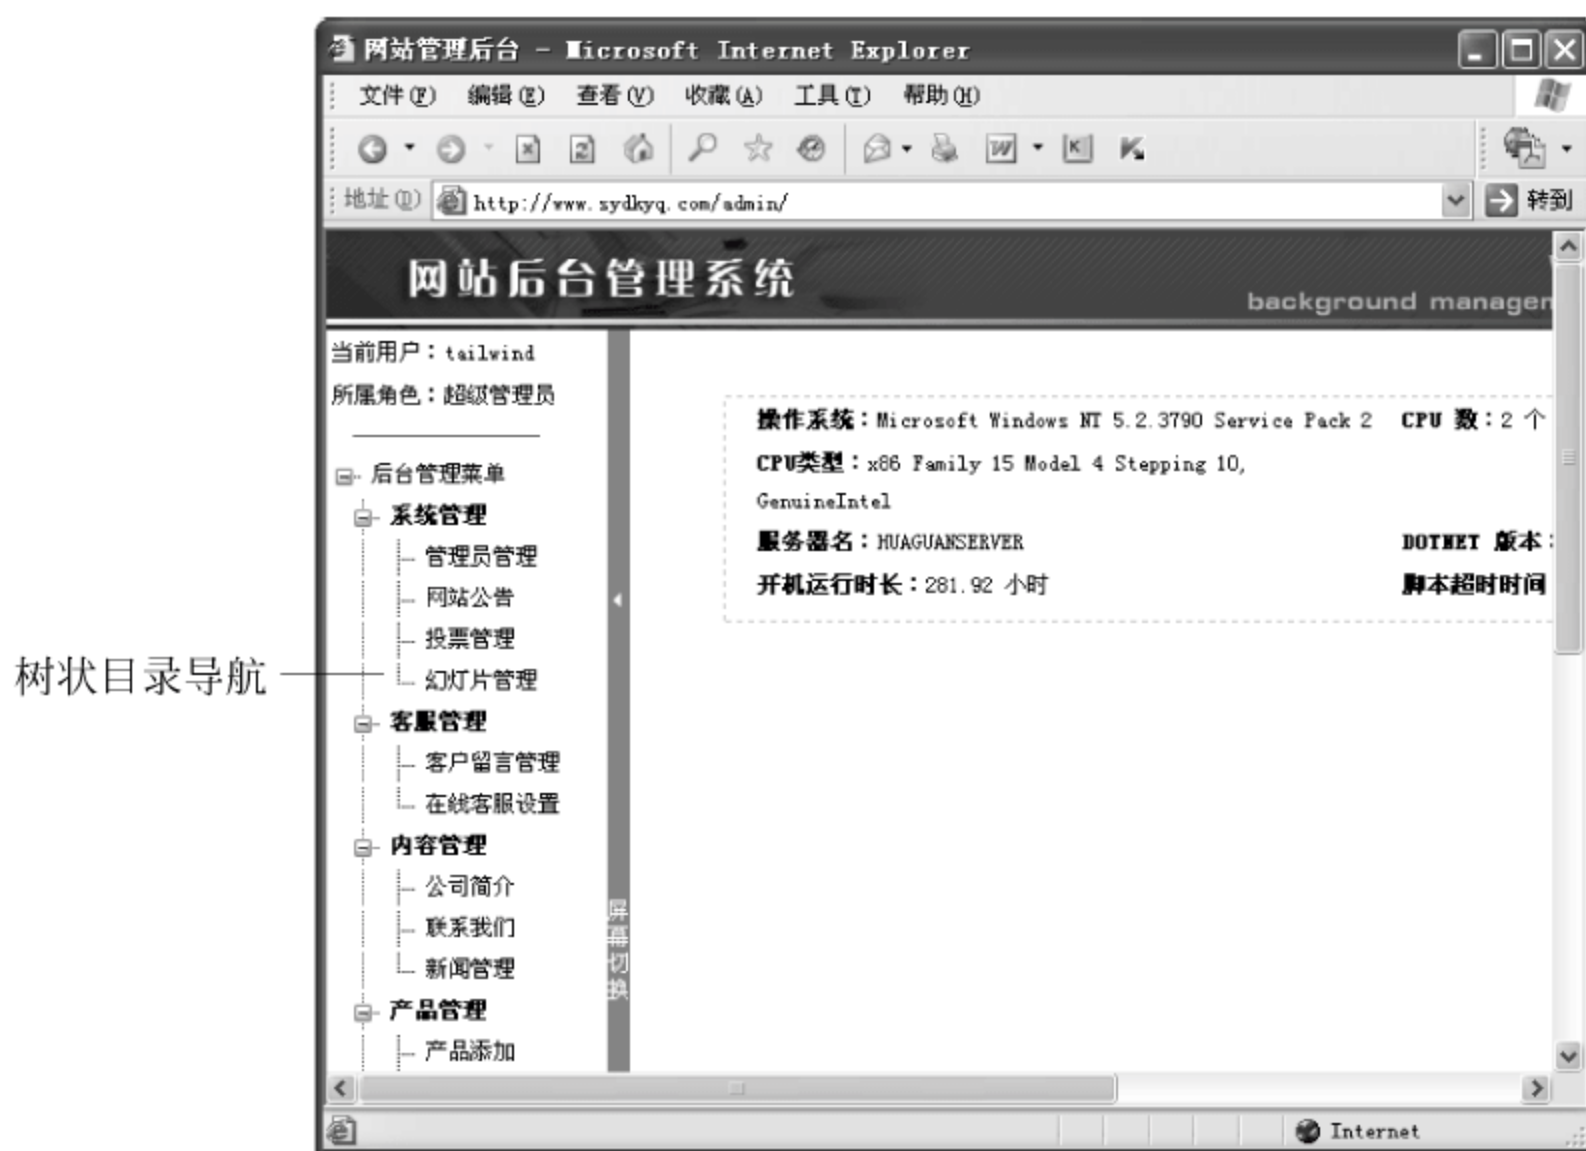 网站管理后台 - Microsoft Internet Explorer
文件(F) 编辑(E) 查看(V) 收藏(A) 工具(T) 帮助(H)
地址(D) http://www.sydkyq.com/admin/ 转到
网站后台管理系统
background managem
当前用户：tailwind
所属角色：超级管理员
后台管理菜单
系统管理
管理员管理
网站公告
投票管理
幻灯片管理
客服管理
客户留言管理
在线客服设置
内容管理
公司简介
联系我们
新闻管理
产品管理
产品添加
树状目录导航
屏幕切换
操作系统：Microsoft Windows NT 5.2.3790 Service Pack 2 CPU 数：2 个
CPU类型：x86 Family 15 Model 4 Stepping 10,
GenuineIntel
服务器名：HUAGUANSERVER DOTNET 版本：
开机运行时长：281.92 小时 脚本超时时间
Internet